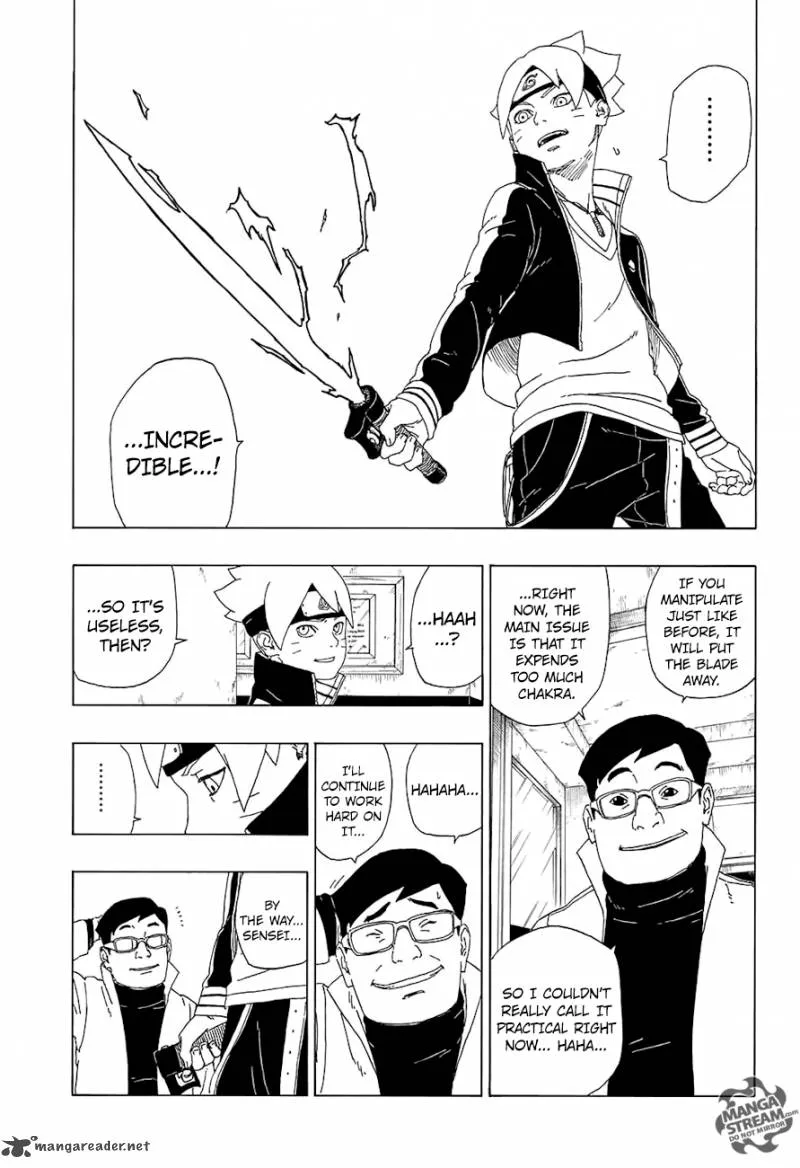 .........
...INCRE-
DIBLE...!
IF YOU
MANIPULATE
JUST LIKE
BEFORE, IT
WILL PUT
THE BLADE
AWAY.
...RIGHT
NOW, THE
MAIN ISSUE
IS THAT IT
EXPENDS
TOO MUCH
CHAKRA.
SO I COULDN'T
REALLY CALL IT
PRACTICAL RIGHT
NOW... HAHA...
...HAAH
...?
...SO IT'S
USELESS,
THEN?
HAHAHA...
I'LL
CONTINUE
TO WORK
HARD ON
IT...
.........
BY
THE WAY...
SENSEI...
MANGA
STREAM.com
DO NOT MIRROR
mangareader.net